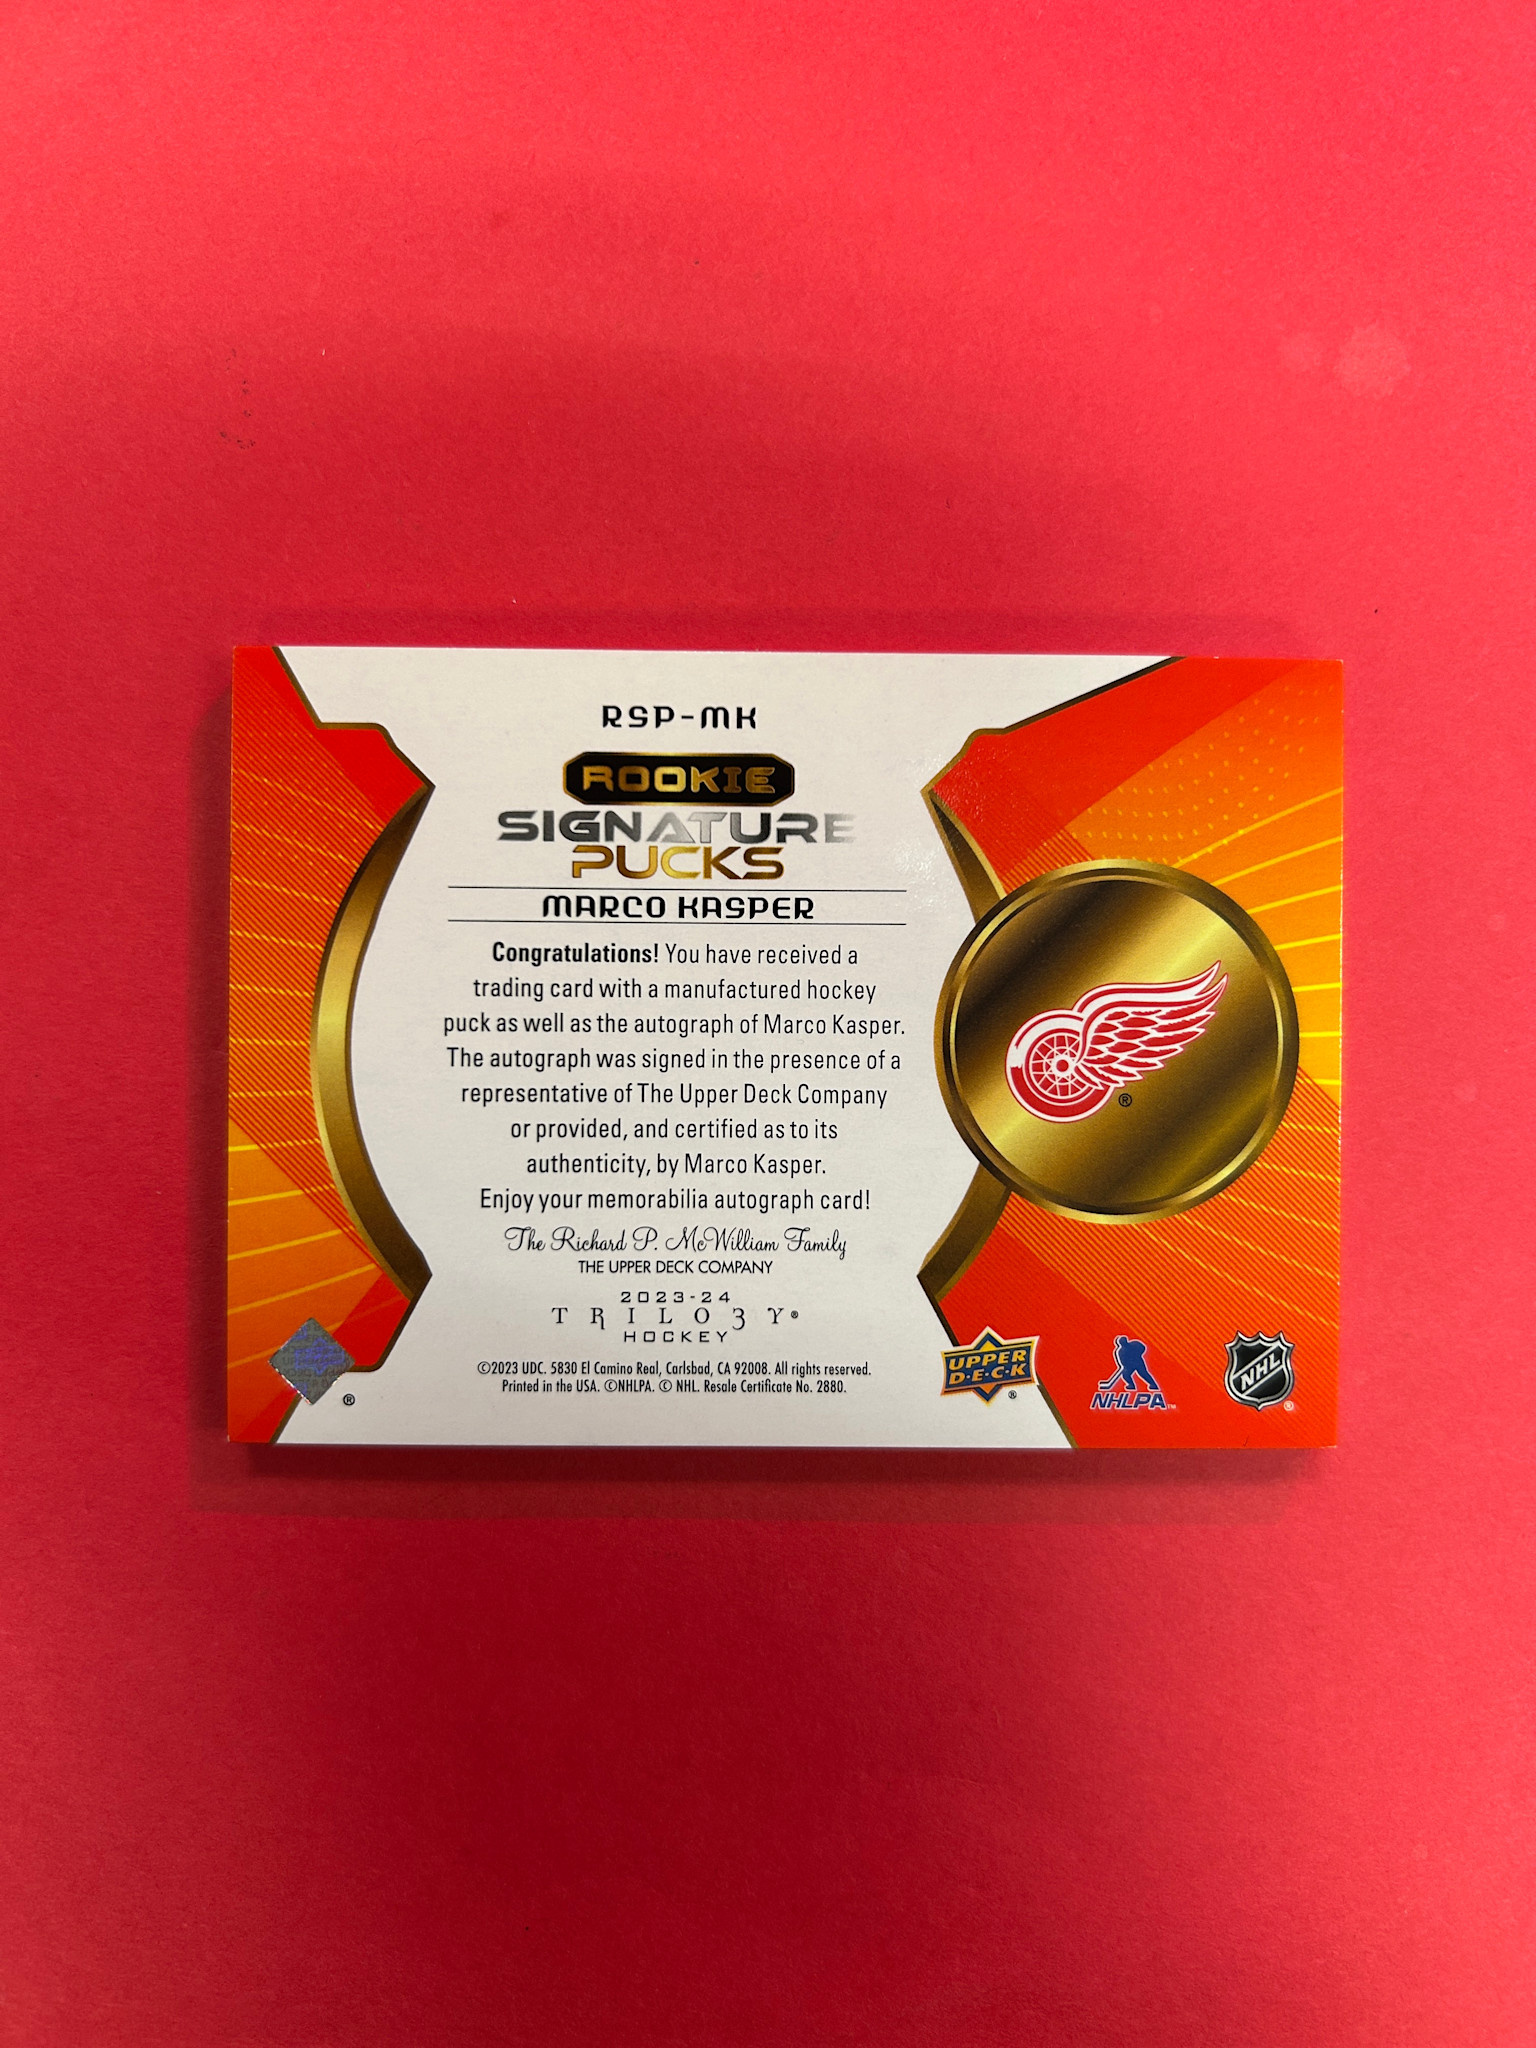 RSP-MK
ROOKIE
SIGNATURE
PUCKS
MARCO KASPER
Congratulations! You have received a
trading card with a manufactured hockey
puck as well as the autograph of Marco Kasper.
The autograph was signed in the presence of a
representative of The Upper Deck Company
or provided, and certified as to its
authenticity, by Marco Kasper.
Enjoy your memorabilia autograph card!
The Richard P. McWilliam Family
THE UPPER DECK COMPANY
2023-24
TRILO3Y®
HOCKEY
©2023 UDC. 5830 El Camino Real, Carlsbad, CA 92008. All rights reserved.
Printed in the USA. ©NHLPA. © NHL. Resale Certificate No. 2880.
®
®
UPPER
D·E·C·K
®
NHLPA™
NHL
®